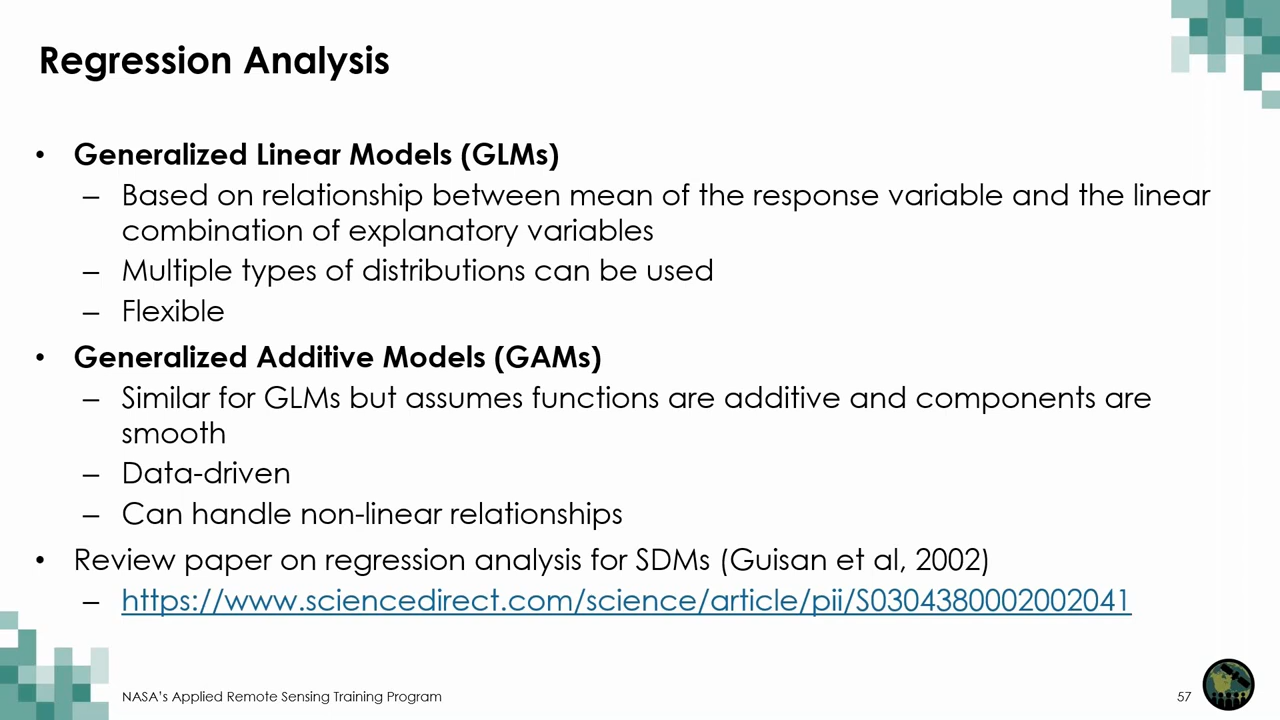 Regression Analysis
• Generalized Linear Models (GLMs)
– Based on relationship between mean of the response variable and the linear
combination of explanatory variables
– Multiple types of distributions can be used
– Flexible
• Generalized Additive Models (GAMs)
– Similar for GLMs but assumes functions are additive and components are
smooth
– Data-driven
– Can handle non-linear relationships
• Review paper on regression analysis for SDMs (Guisan et al, 2002)
– https://www.sciencedirect.com/science/article/pii/S0304380002002041
NASA's Applied Remote Sensing Training Program
57